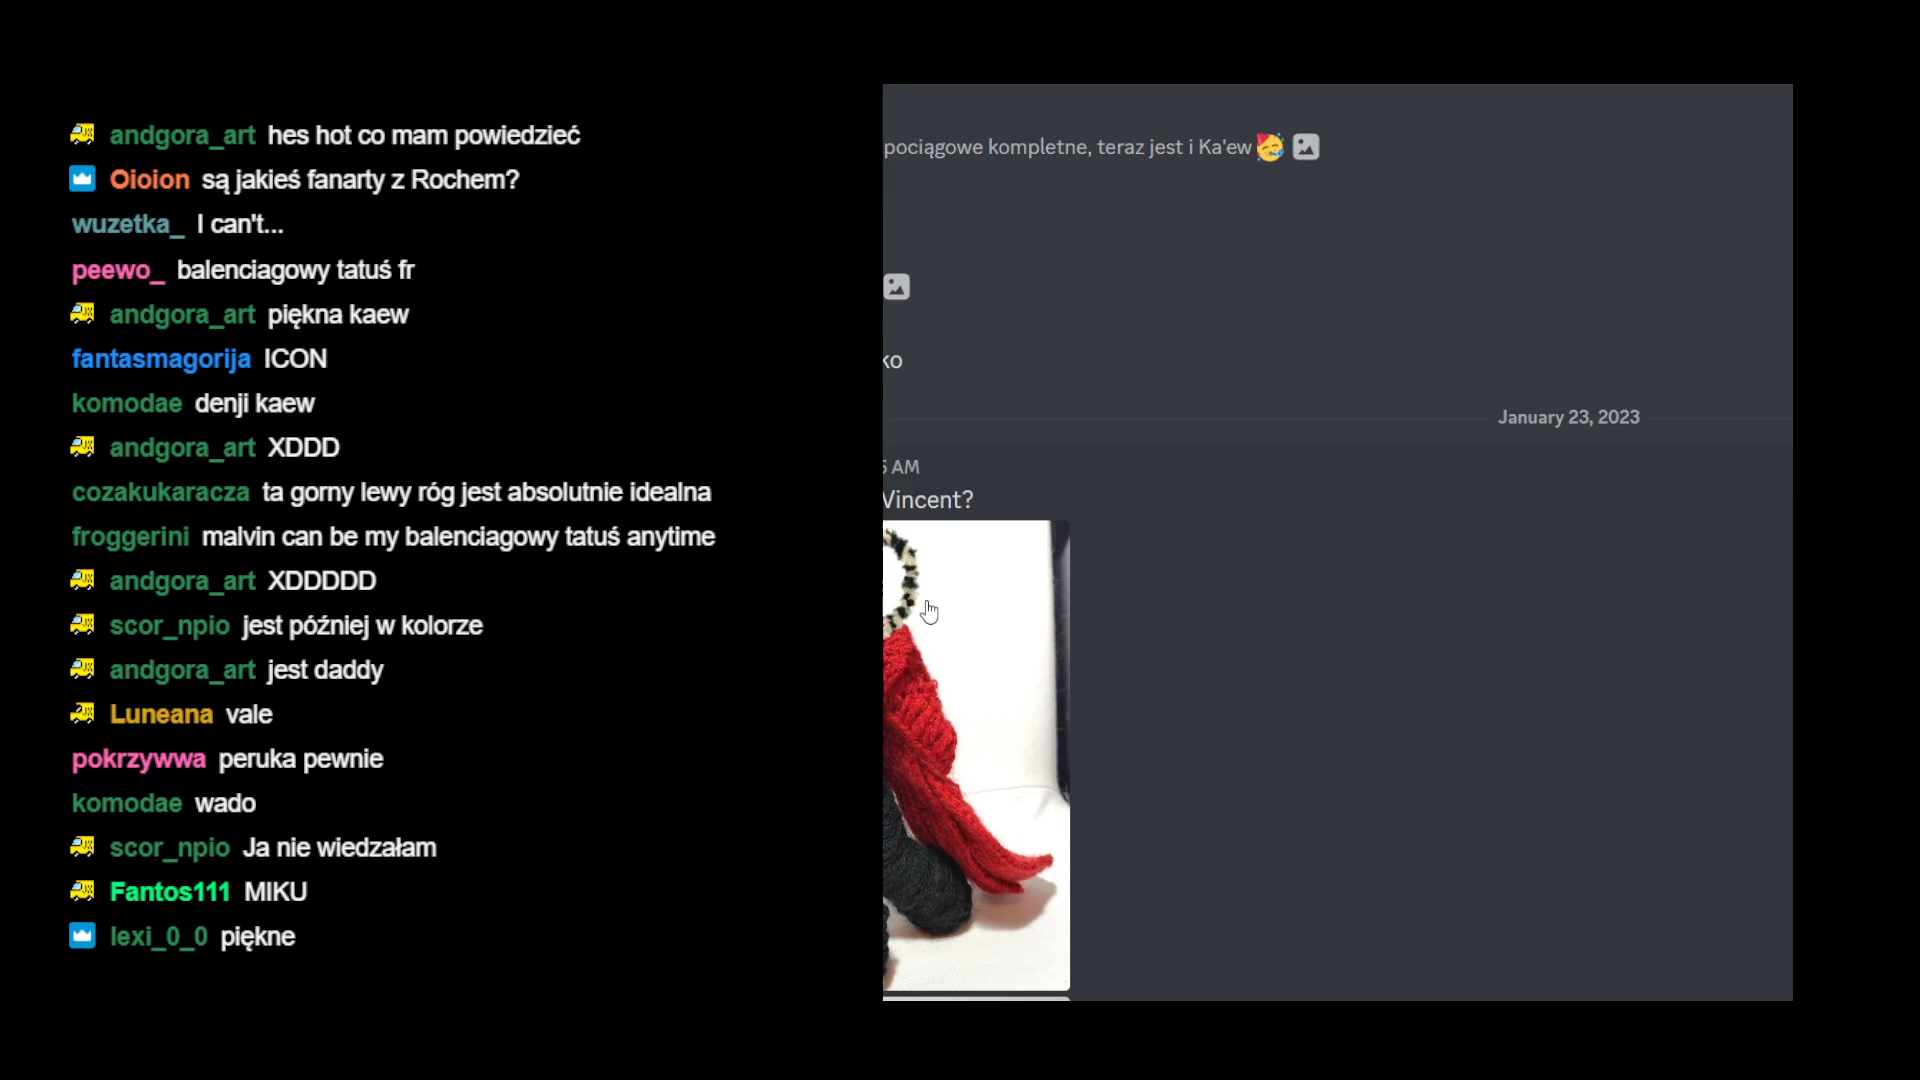 andgora_art hes hot co mam powiedzieć
Oioion są jakieś fanarty z Rochem?
wuzetka_ I can't...
peewo_ balenciagowy tatuś fr
andgora_art piękna kaew
fantasmagorija ICON
komodae denji kaew
andgora_art XDDD
cozakukaracza ta gorny lewy róg jest absolutnie idealna
froggerini malvin can be my balenciagowy tatuś anytime
andgora_art XDDDDD
scor_npio jest później w kolorze
andgora_art jest daddy
Luneana vale
pokrzywwa peruka pewnie
komodae wado
scor_npio Ja nie wiedzałam
Fantos111 MIKU
lexi_0_0 piękne
pociągowe kompletne, teraz jest i Ka'ew
ko
January 23, 2023
5 AM
Vincent?